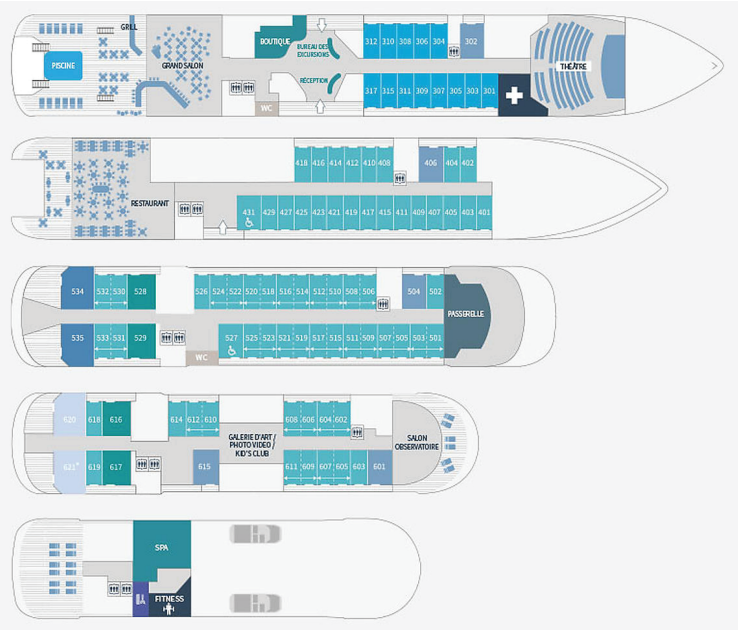 GRILL
PISCINE
GRAND SALON
BOUTIQUE
BUREAU DES
EXCURSIONS
RÉCEPTION
WC
312 310 308 306 304
302
317 315 311 309 307 305 303 301
THÉÂTRE
RESTAURANT
418 416 414 412 410 408
406 404 402
431 429 427 425 423 421 419 417 415 411 409 407 405 403 401
534
532 530
528
526 524 522 520 518 516 514 512 510 508 506
504 502
PASSERELLE
535
533 531
529
WC
527 525 523 521 519 517 515 511 509 507 505 503 501
620
618
616
614 612 610
608 606 604 602
GALERIE D'ART /
PHOTO VIDEO /
KID'S CLUB
SALON
OBSERVATOIRE
621*
619
617
615
611 609 607 605 603 601
SPA
FITNESS